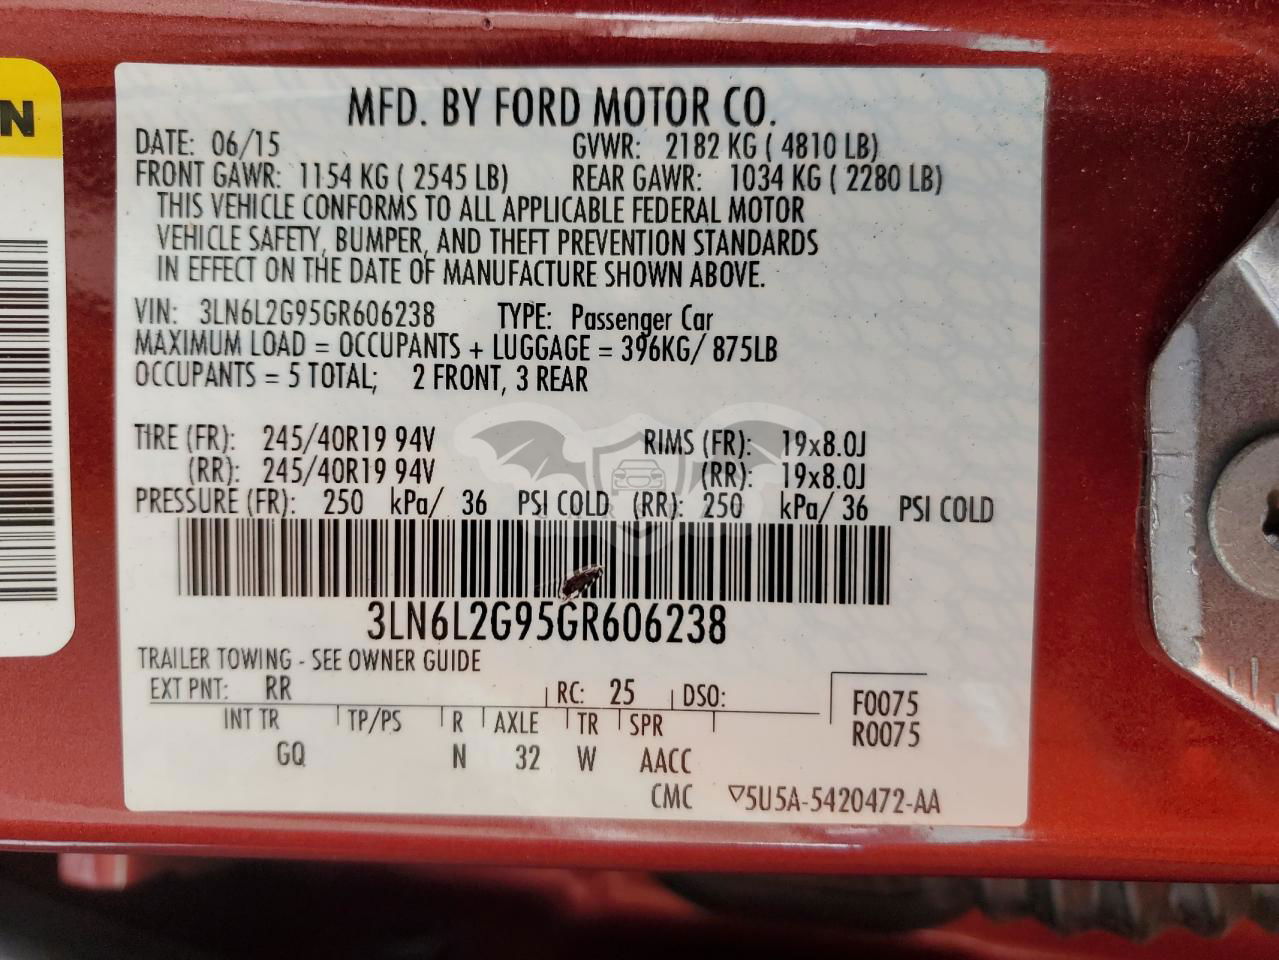 N
MFD. BY FORD MOTOR CO.
DATE: 06/15 GVWR: 2182 KG ( 4810 LB)
FRONT GAWR: 1154 KG ( 2545 LB) REAR GAWR: 1034 KG ( 2280 LB)
THIS VEHICLE CONFORMS TO ALL APPLICABLE FEDERAL MOTOR
VEHICLE SAFETY, BUMPER, AND THEFT PREVENTION STANDARDS
IN EFFECT ON THE DATE OF MANUFACTURE SHOWN ABOVE.
VIN: 3LN6L2G95GR606238 TYPE: Passenger Car
MAXIMUM LOAD = OCCUPANTS + LUGGAGE = 396KG/ 875LB
OCCUPANTS = 5 TOTAL; 2 FRONT, 3 REAR
TIRE (FR): 245/40R19 94V RIMS (FR): 19x8.0J
(RR): 245/40R19 94V (RR): 19x8.0J
PRESSURE (FR): 250 kPa/ 36 PSI COLD (RR): 250 kPa/ 36 PSI COLD
3LN6L2G95GR606238
TRAILER TOWING - SEE OWNER GUIDE
EXT PNT: RR RC: 25 DSO: F0075
INT TR TP/PS R AXLE TR SPR R0075
GQ N 32 W AACC
CMC ▽5U5A-5420472-AA